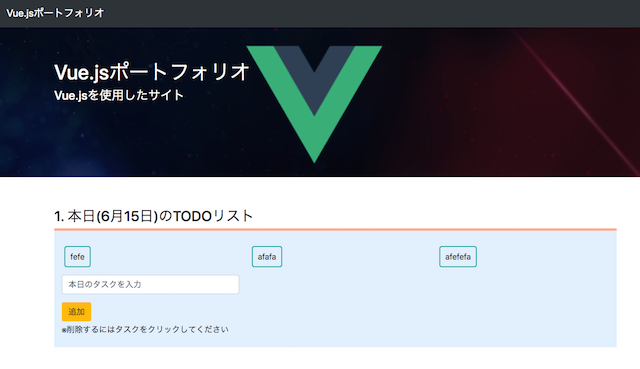 Vue.jsポートフォリオ
Vue.jsポートフォリオ
Vue.jsを使用したサイト
1. 本日(6月15日)のTODOリスト
fefe
afafa
afefefa
本日のタスクを入力
追加
※削除するにはタスクをクリックしてください